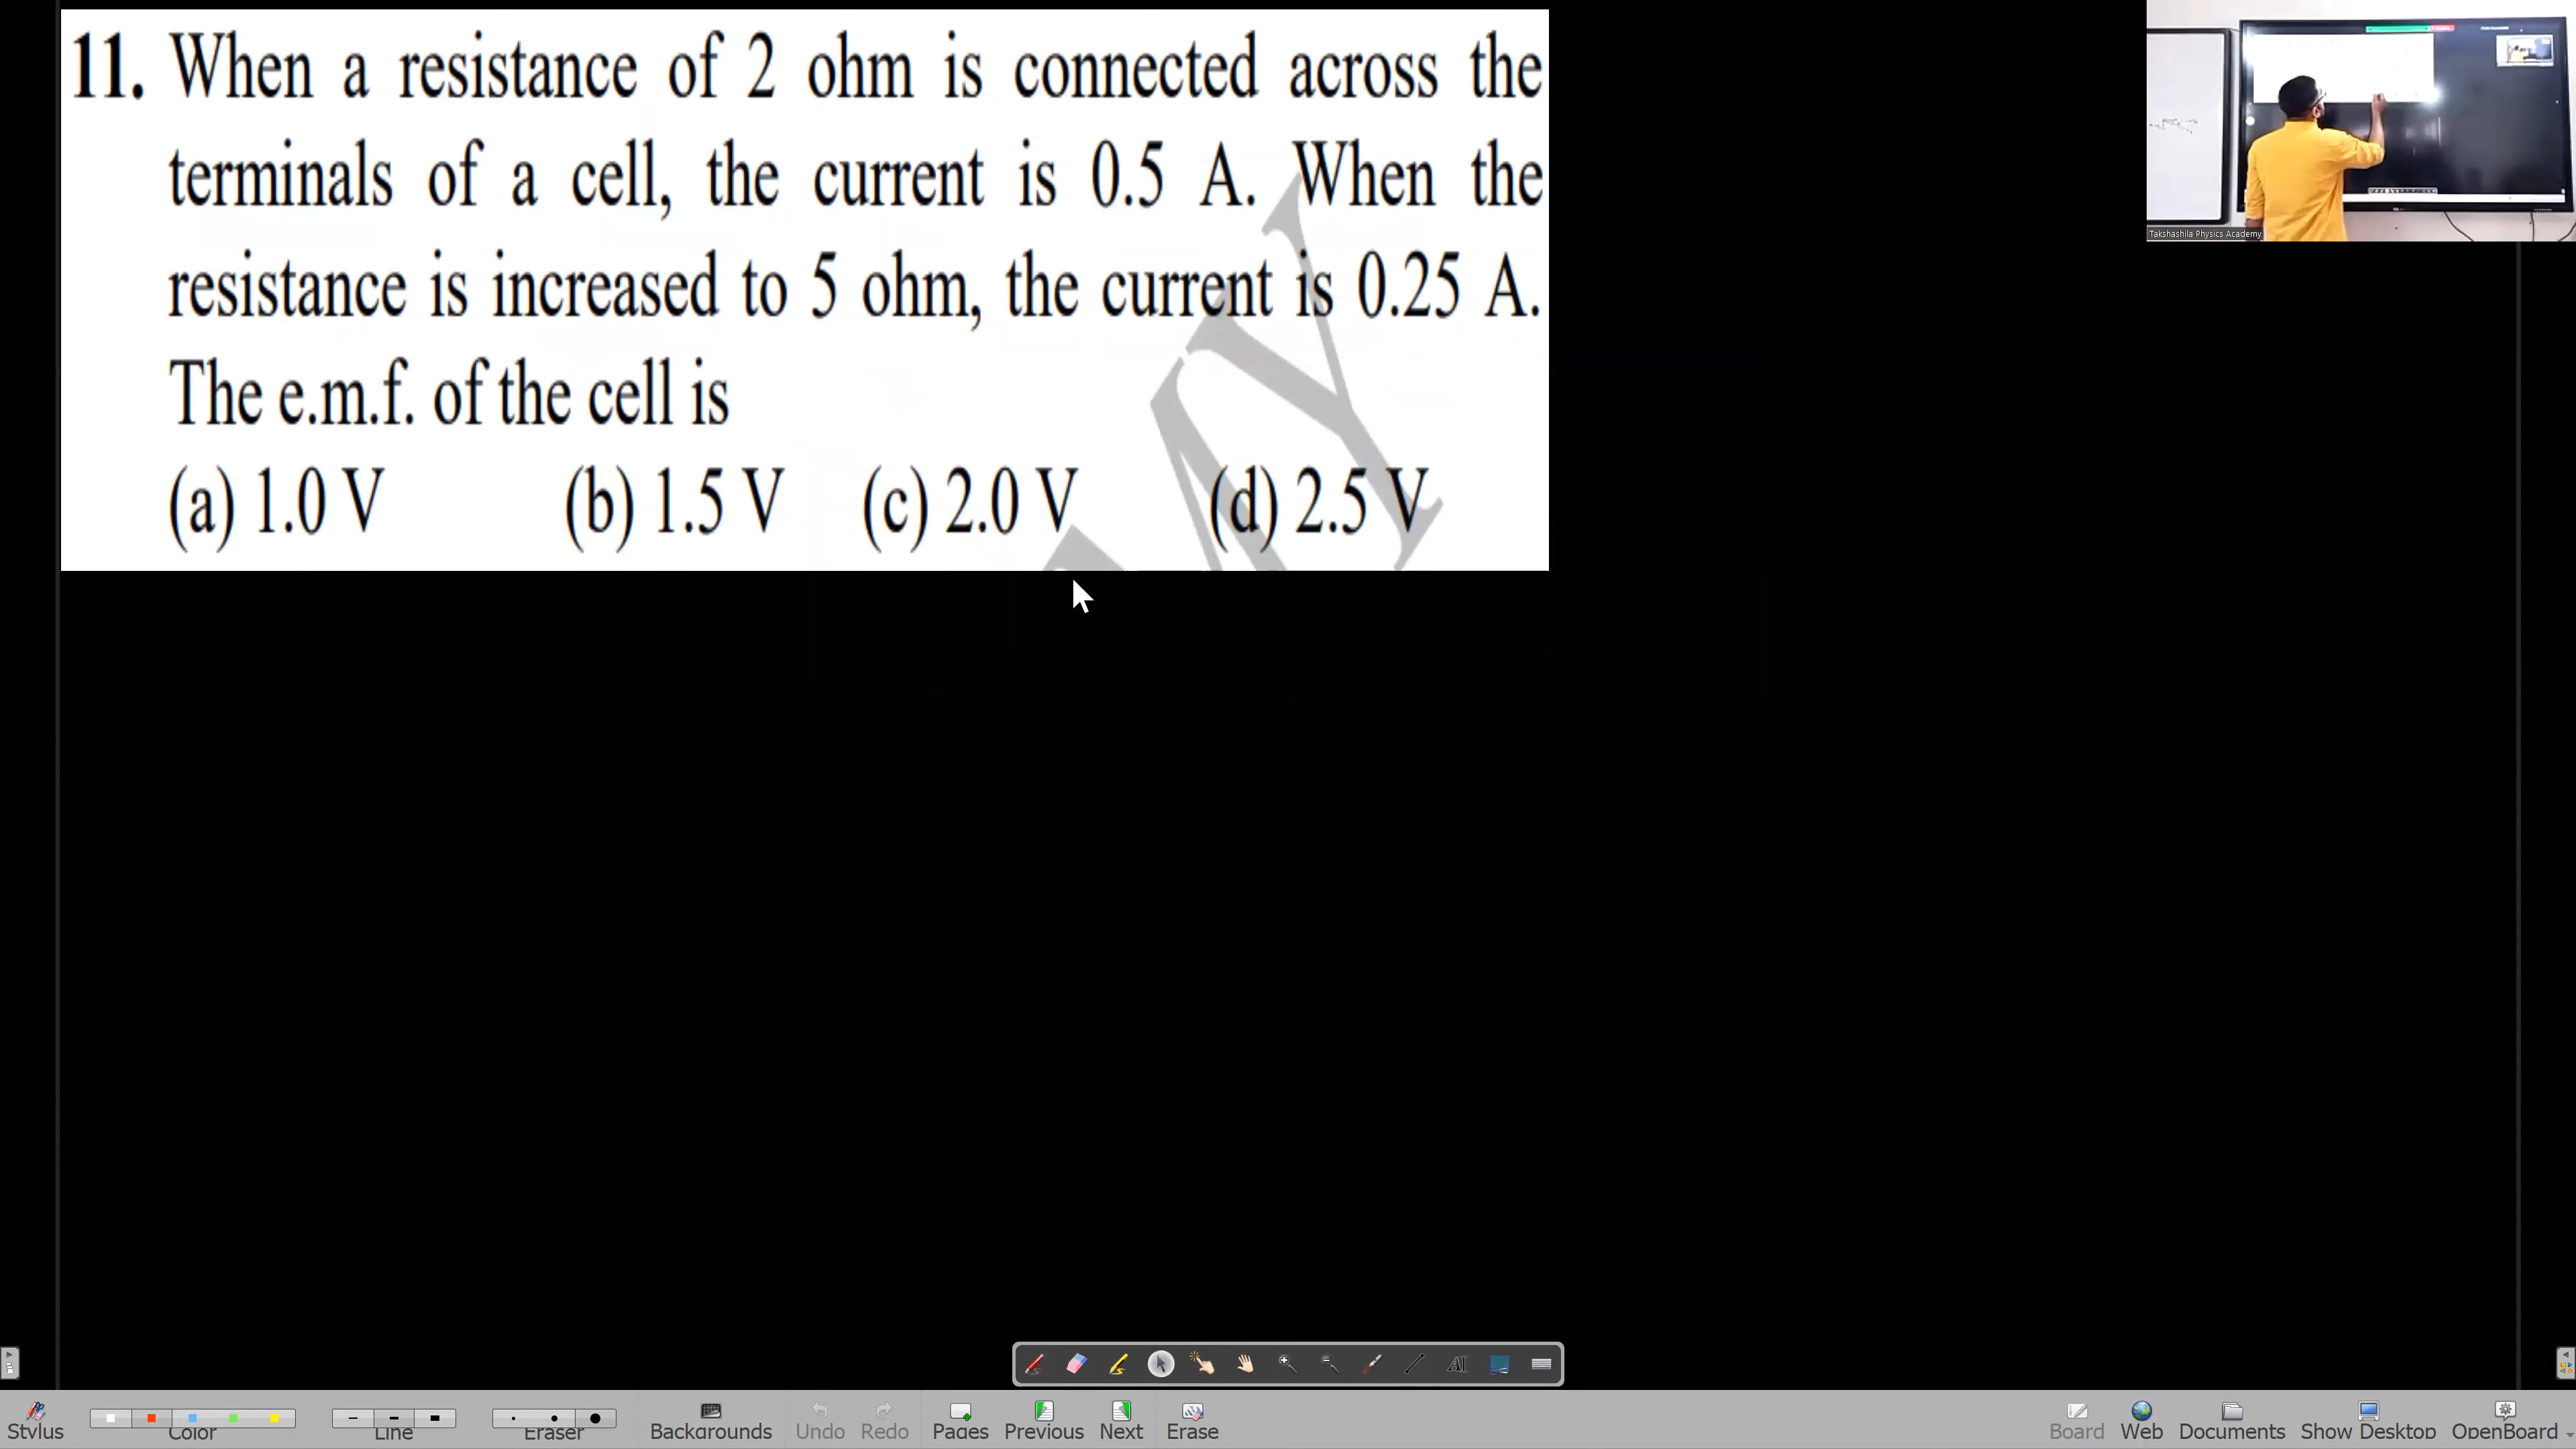 11. When a resistance of 2 ohm is connected across the
terminals of a cell, the current is 0.5 A. When the
resistance is increased to 5 ohm, the current is 0.25 A.
The e.m.f. of the cell is
(a) 1.0 V (b) 1.5 V (c) 2.0 V (d) 2.5 V
MY
Takshashila Physics Academy
AI
Stylus Color Line Eraser Backgrounds Undo Redo Pages Previous Next Erase Board Web Documents Show Desktop OpenBoard